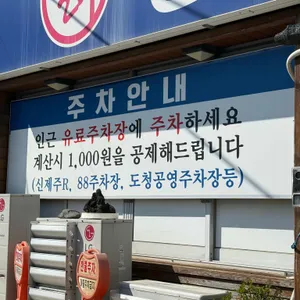 주차안내
인근 유료주차장에 주차하세요
계산시 1,000원을 공제해드립니다
(신제주R, 88주차장, 도청공영주차장등)
LG